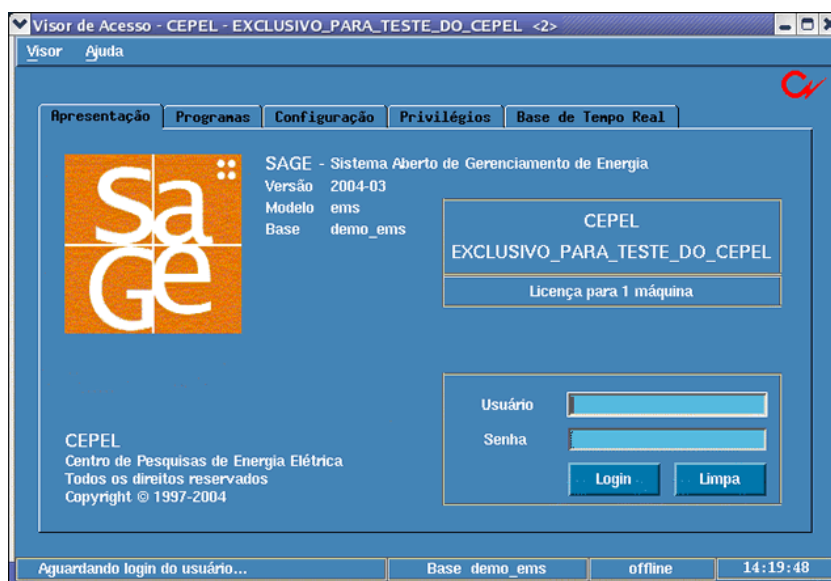 Visor de Acesso - CEPEL - EXCLUSIVO_PARA_TESTE_DO_CEPEL <2>
Visor Ajuda
Apresentação Programas Configuração Privilégios Base de Tempo Real
Sa
Ge
SAGE - Sistema Aberto de Gerenciamento de Energia
Versão 2004-03
Modelo ems
Base demo_ems
CEPEL
EXCLUSIVO_PARA_TESTE_DO_CEPEL
Licença para 1 máquina
Usuário
Senha
Login Limpa
CEPEL
Centro de Pesquisas de Energia Elétrica
Todos os direitos reservados
Copyright © 1997-2004
Aguardando login do usuário... Base demo_ems offline 14:19:48